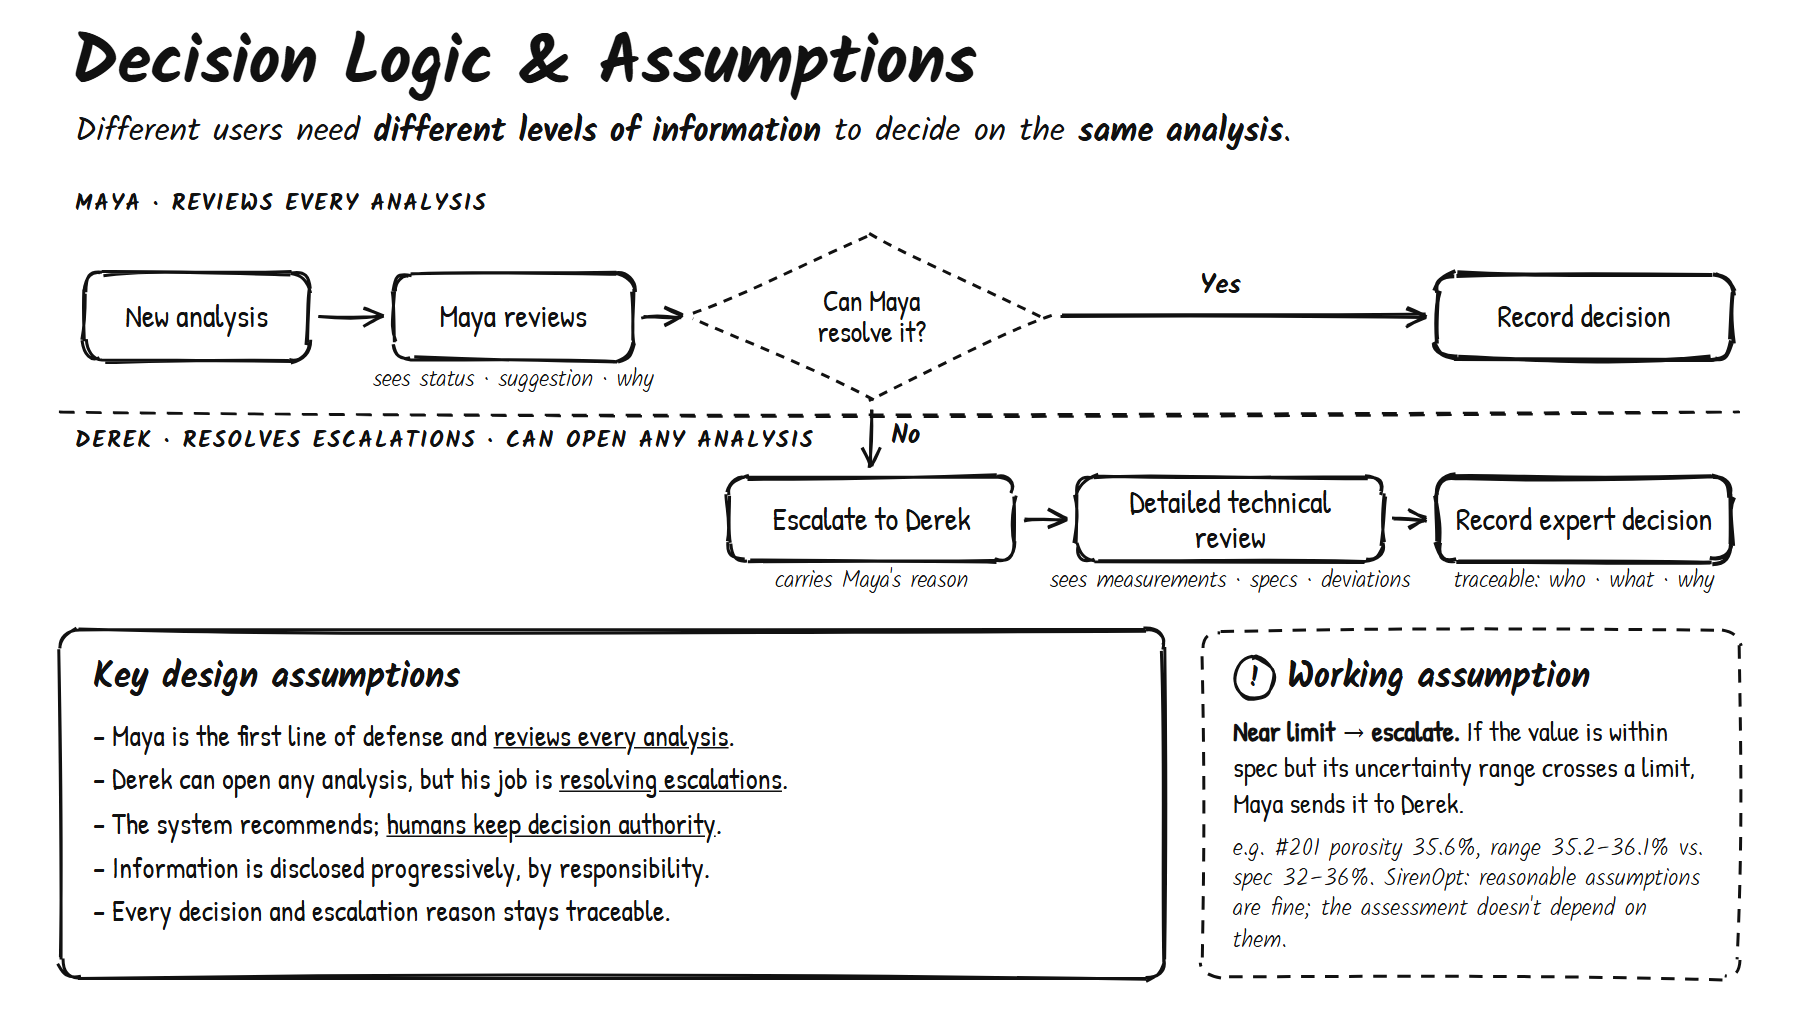 Decision Logic & Assumptions
Different users need different levels of information to decide on the same analysis.
MAYA · REVIEWS EVERY ANALYSIS
New analysis
Maya reviews
sees status · suggestion · why
Can Maya
resolve it?
Yes
Record decision
DEREK · RESOLVES ESCALATIONS · CAN OPEN ANY ANALYSIS
No
Escalate to Derek
carries Maya's reason
Detailed technical
review
sees measurements · specs · deviations
Record expert decision
traceable: who · what · why
Key design assumptions
– Maya is the first line of defense and reviews every analysis.
– Derek can open any analysis, but his job is resolving escalations.
– The system recommends; humans keep decision authority.
– Information is disclosed progressively, by responsibility.
– Every decision and escalation reason stays traceable.
! Working assumption
Near limit → escalate. If the value is within
spec but its uncertainty range crosses a limit,
Maya sends it to Derek.
e.g. #201 porosity 35.6%, range 35.2–36.1% vs.
spec 32–36%. SirenOpt: reasonable assumptions
are fine; the assessment doesn't depend on
them.